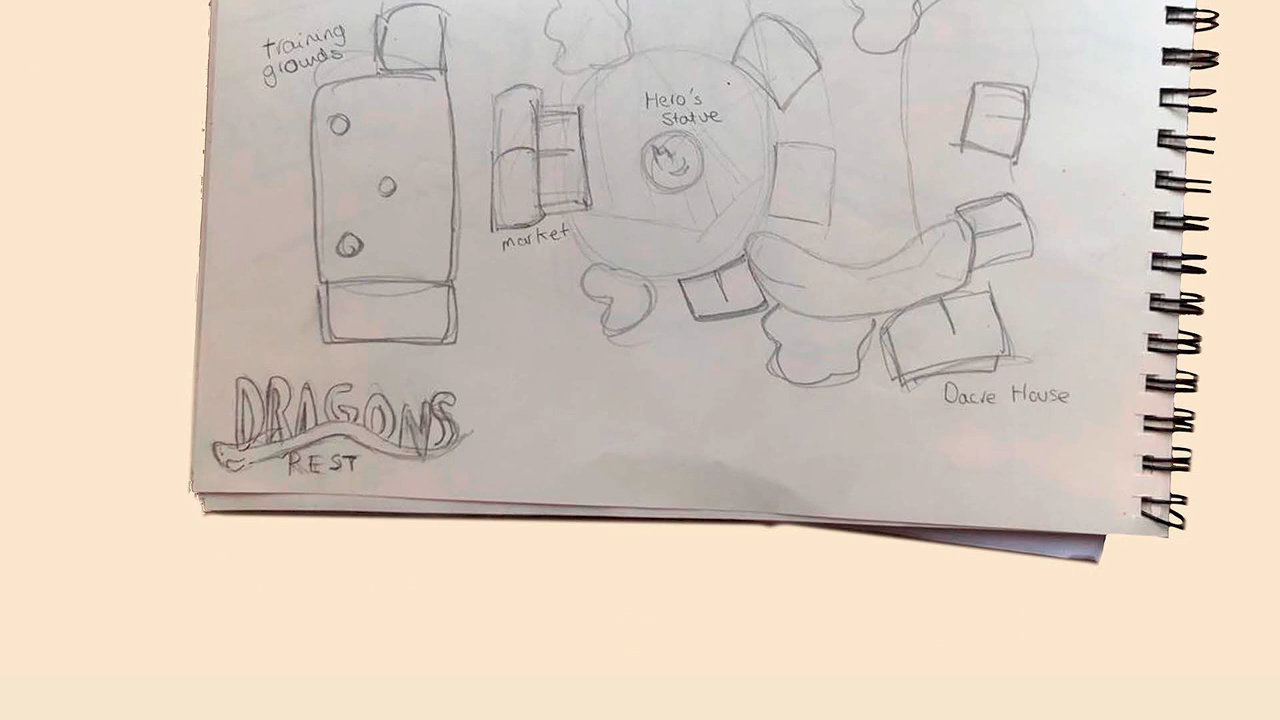 training
grounds
Hero's
Statue
market
Dacre House
DRAGONS
REST